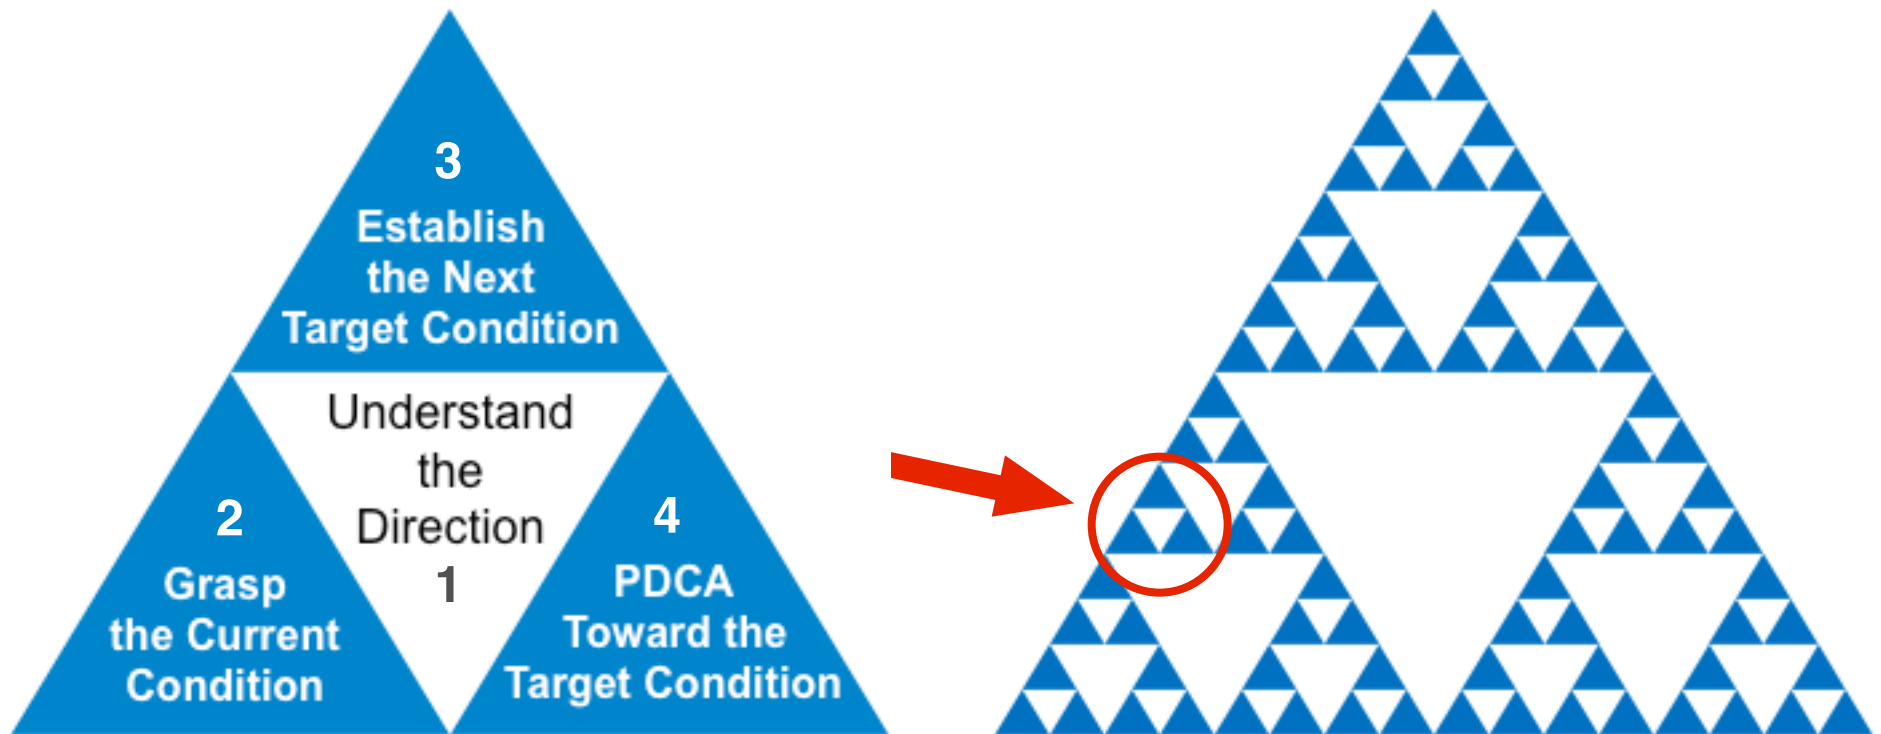 3
Establish
the Next
Target Condition
Understand
the
Direction
1
2
Grasp
the Current
Condition
4
PDCA
Toward the
Target Condition